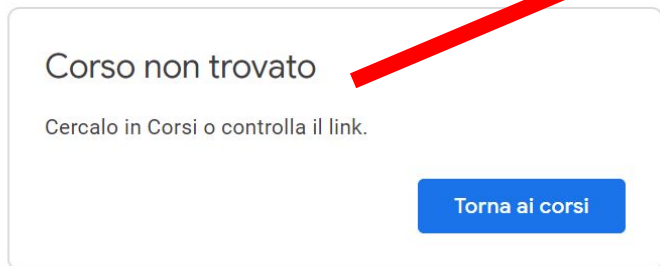 Corso non trovato
Cercalo in Corsi o controlla il link.
Torna ai corsi